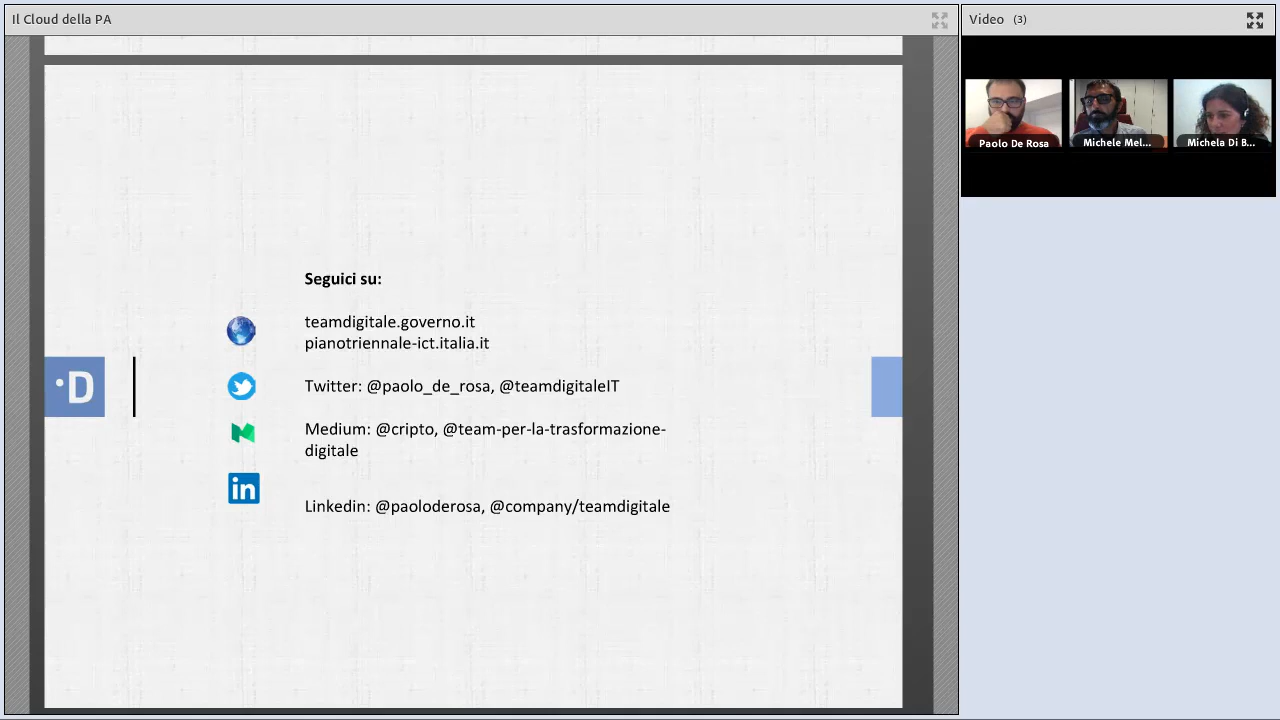 Il Cloud della PA
Video (3)
Paolo De Rosa
Michele Mel...
Michela Di B...
Seguici su:
teamdigitale.governo.it
pianotriennale-ict.italia.it
·D
Twitter: @paolo_de_rosa, @teamdigitaleIT
Medium: @cripto, @team-per-la-trasformazione-
digitale
in
Linkedin: @paoloderosa, @company/teamdigitale